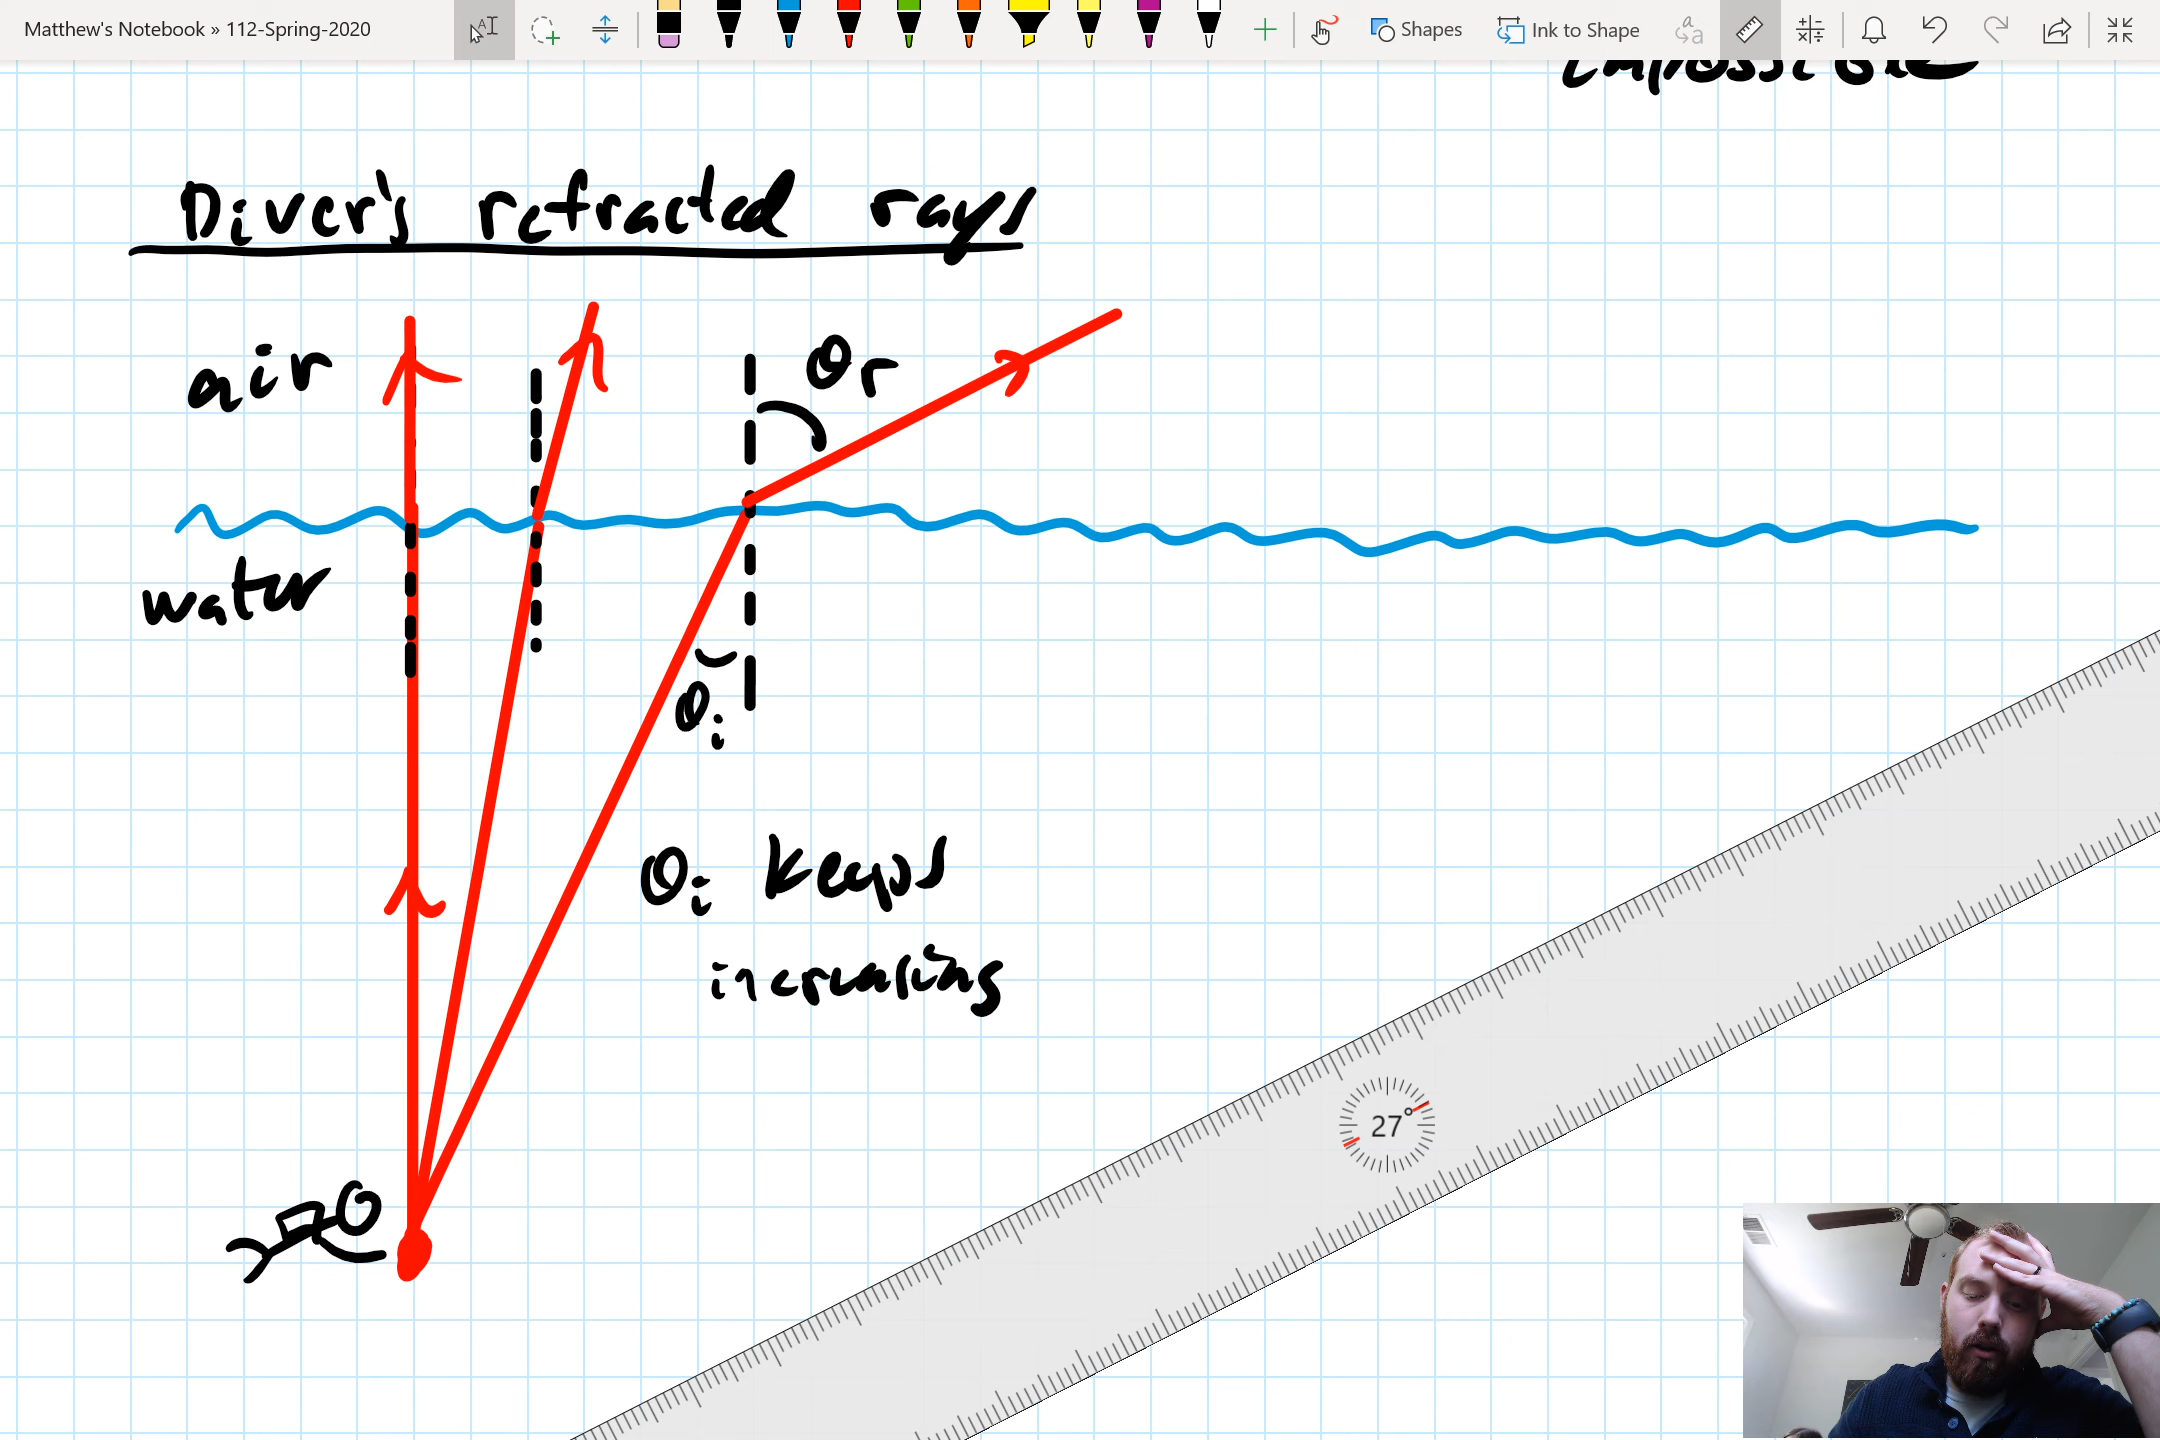 Matthew's Notebook » 112-Spring-2020
Shapes
Ink to Shape
impossible
Diver's refracted rays
air
θr
water
θi
θi keeps
increasing
27°